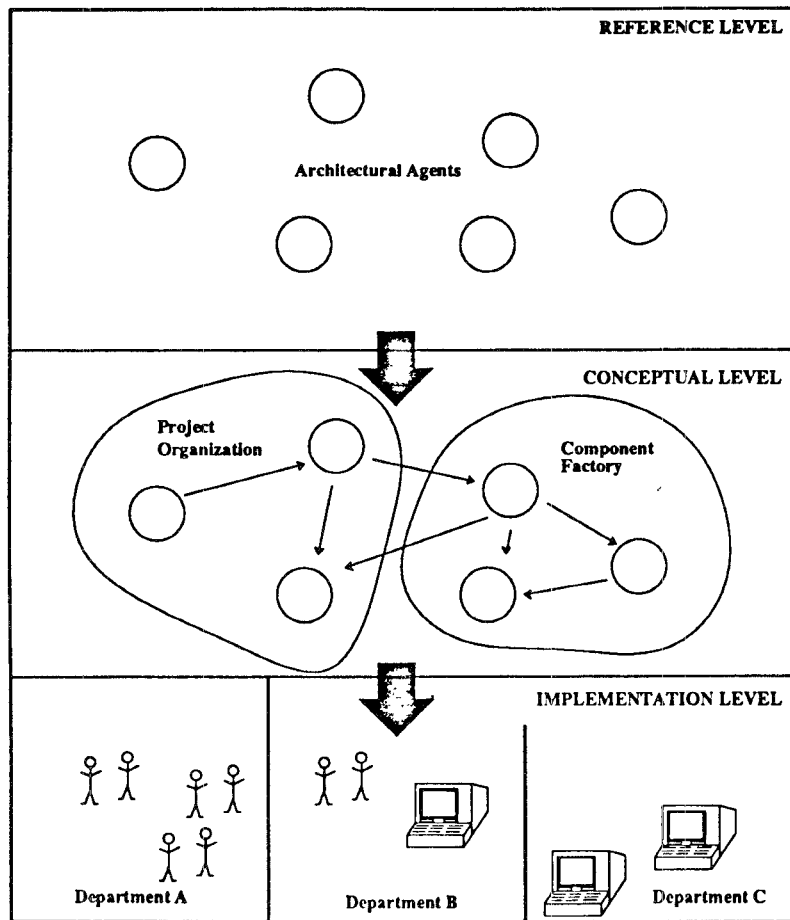 REFERENCE LEVEL
Architectural Agents
CONCEPTUAL LEVEL
Project
Organization
Component
Factory
IMPLEMENTATION LEVEL
Department A
Department B
Department C